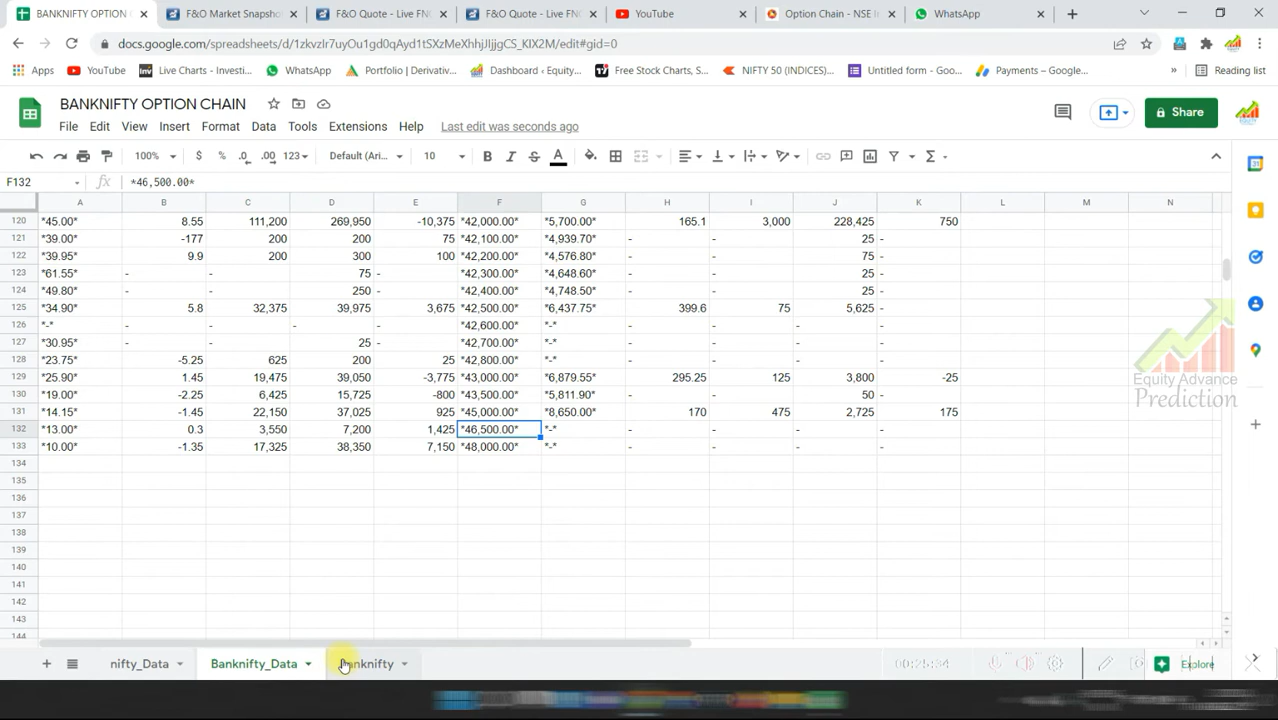 BANKNIFTY OPTION CHAIN
F&O Market Snapsho
F&O Quote - Live FNO
F&O Quote - Live FNO
YouTube
Option Chain - NSE In
WhatsApp
docs.google.com/spreadsheets/d/1zkvzlr7uyOu1gd0qAyd1tSXzMeXhhjJIjjgCS_KIX2M/edit#gid=0
Apps
YouTube
Live Charts - Investi...
WhatsApp
Portfolio | Derivativ...
Dashboard ‹ Equity...
Free Stock Charts, S...
NIFTY 50 (INDICES)...
Untitled form - Goo...
Payments – Google...
»
Reading list
BANKNIFTY OPTION CHAIN
File Edit View Insert Format Data Tools Extensions Help Last edit was seconds ago
Share
100% $ % .0 .00 123 Default (Ari... 10 B I S A
F132 fx *46,500.00*
A B C D E F G H I J K L M N
120 *45.00* 8.55 111,200 269,950 -10,375 *42,000.00* *5,700.00* 165.1 3,000 228,425 750
121 *39.00* -177 200 200 75 *42,100.00* *4,939.70* - - 25 -
122 *39.95* 9.9 200 300 100 *42,200.00* *4,576.80* - - 75 -
123 *61.55* - - 75 - *42,300.00* *4,648.60* - - 25 -
124 *49.80* - - 250 - *42,400.00* *4,748.50* - - 25 -
125 *34.90* 5.8 32,375 39,975 3,675 *42,500.00* *6,437.75* 399.6 75 5,625 -
126 *-* - - - - *42,600.00* *-* - - - -
127 *30.95* - - 25 - *42,700.00* *-* - - - -
128 *23.75* -5.25 625 200 25 *42,800.00* *-* - - - -
129 *25.90* 1.45 19,475 39,050 -3,775 *43,000.00* *6,879.55* 295.25 125 3,800 -25
130 *19.00* -2.25 6,425 15,725 -800 *43,500.00* *5,811.90* - - 50 -
131 *14.15* -1.45 22,150 37,025 925 *45,000.00* *8,650.00* 170 475 2,725 175
132 *13.00* 0.3 3,550 7,200 1,425 *46,500.00* *-* - - - -
133 *10.00* -1.35 17,325 38,350 7,150 *48,000.00* *-* - - - -
134
135
136
137
138
139
140
141
142
143
144
Equity Advance
Prediction
nifty_Data
Banknifty_Data
00:25:34
Explore